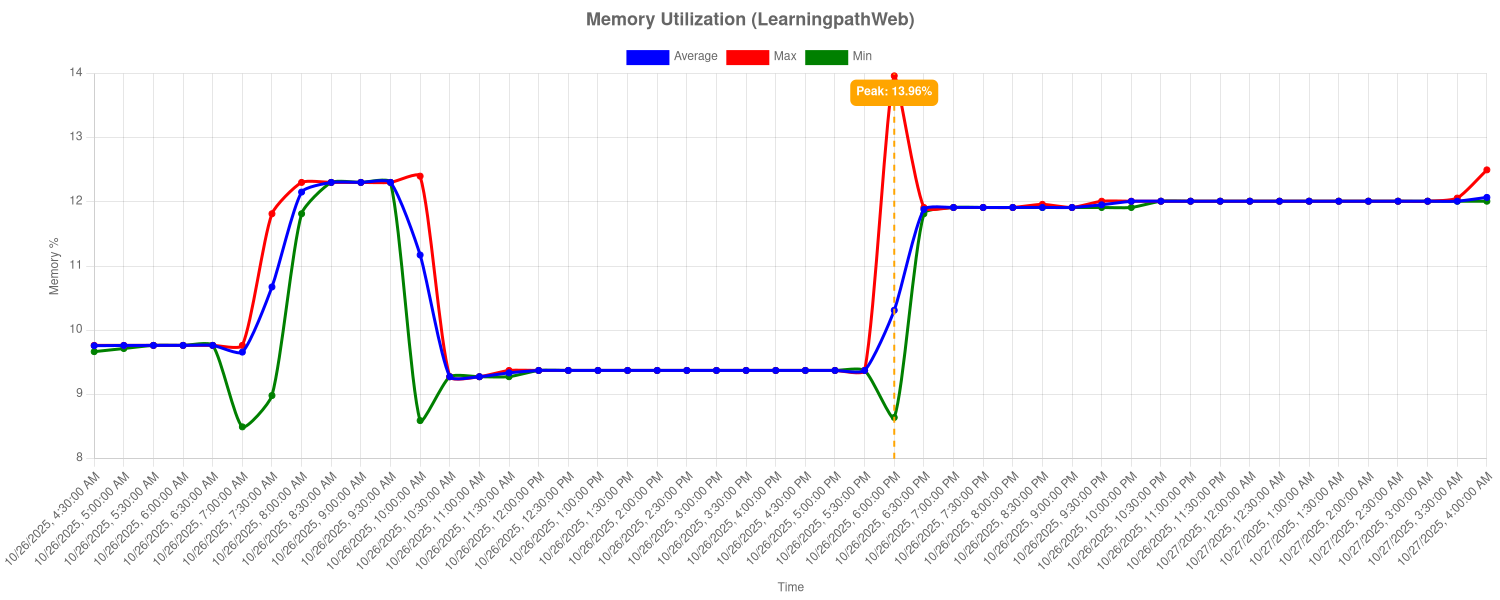 Memory Utilization (LearningpathWeb)
Average Max Min
14
Peak: 13.96%
13
12
11
10
9
8
Memory %
10/26/2025, 4:30:00 AM
10/26/2025, 5:00:00 AM
10/26/2025, 5:30:00 AM
10/26/2025, 6:00:00 AM
10/26/2025, 6:30:00 AM
10/26/2025, 7:00:00 AM
10/26/2025, 7:30:00 AM
10/26/2025, 8:00:00 AM
10/26/2025, 8:30:00 AM
10/26/2025, 9:00:00 AM
10/26/2025, 9:30:00 AM
10/26/2025, 10:00:00 AM
10/26/2025, 10:30:00 AM
10/26/2025, 11:00:00 AM
10/26/2025, 11:30:00 AM
10/26/2025, 12:00:00 PM
10/26/2025, 12:30:00 PM
10/26/2025, 1:00:00 PM
10/26/2025, 1:30:00 PM
10/26/2025, 2:00:00 PM
10/26/2025, 2:30:00 PM
10/26/2025, 3:00:00 PM
10/26/2025, 3:30:00 PM
10/26/2025, 4:00:00 PM
10/26/2025, 4:30:00 PM
10/26/2025, 5:00:00 PM
10/26/2025, 5:30:00 PM
10/26/2025, 6:00:00 PM
10/26/2025, 6:30:00 PM
10/26/2025, 7:00:00 PM
10/26/2025, 7:30:00 PM
10/26/2025, 8:00:00 PM
10/26/2025, 8:30:00 PM
10/26/2025, 9:00:00 PM
10/26/2025, 9:30:00 PM
10/26/2025, 10:00:00 PM
10/26/2025, 10:30:00 PM
10/26/2025, 11:00:00 PM
10/26/2025, 11:30:00 PM
10/27/2025, 12:00:00 AM
10/27/2025, 12:30:00 AM
10/27/2025, 1:00:00 AM
10/27/2025, 1:30:00 AM
10/27/2025, 2:00:00 AM
10/27/2025, 2:30:00 AM
10/27/2025, 3:00:00 AM
10/27/2025, 3:30:00 AM
10/27/2025, 4:00:00 AM
Time